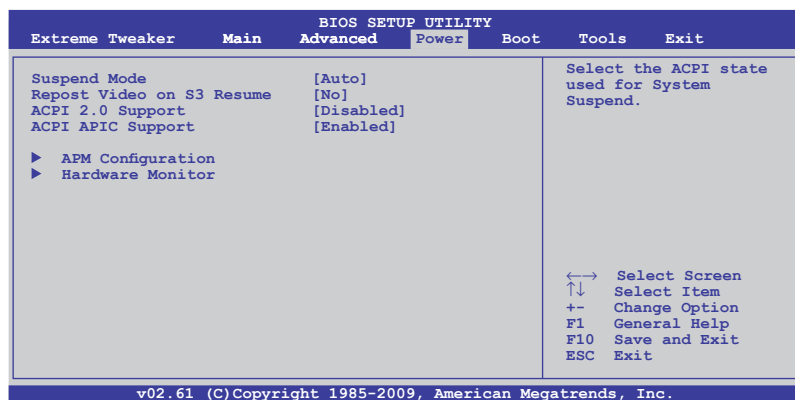 BIOS SETUP UTILITY
Extreme Tweaker Main Advanced Power Boot Tools Exit
Suspend Mode [Auto]
Repost Video on S3 Resume [No]
ACPI 2.0 Support [Disabled]
ACPI APIC Support [Enabled]
▶ APM Configuration
▶ Hardware Monitor
Select the ACPI state
used for System
Suspend.
←→ Select Screen
↑↓ Select Item
+- Change Option
F1 General Help
F10 Save and Exit
ESC Exit
v02.61 (C)Copyright 1985-2009, American Megatrends, Inc.